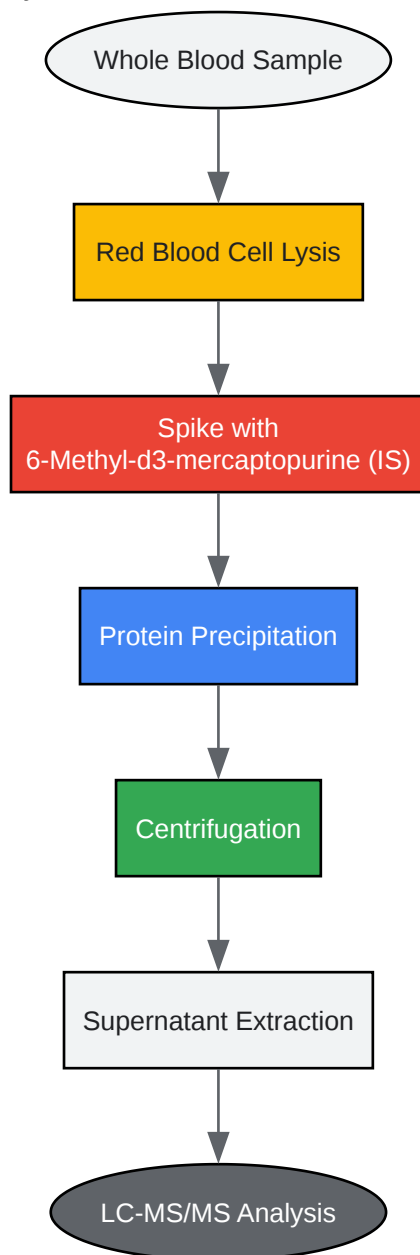 Whole Blood Sample
Red Blood Cell Lysis
Spike with
6-Methyl-d3-mercaptopurine (IS)
Protein Precipitation
Centrifugation
Supernatant Extraction
LC-MS/MS Analysis